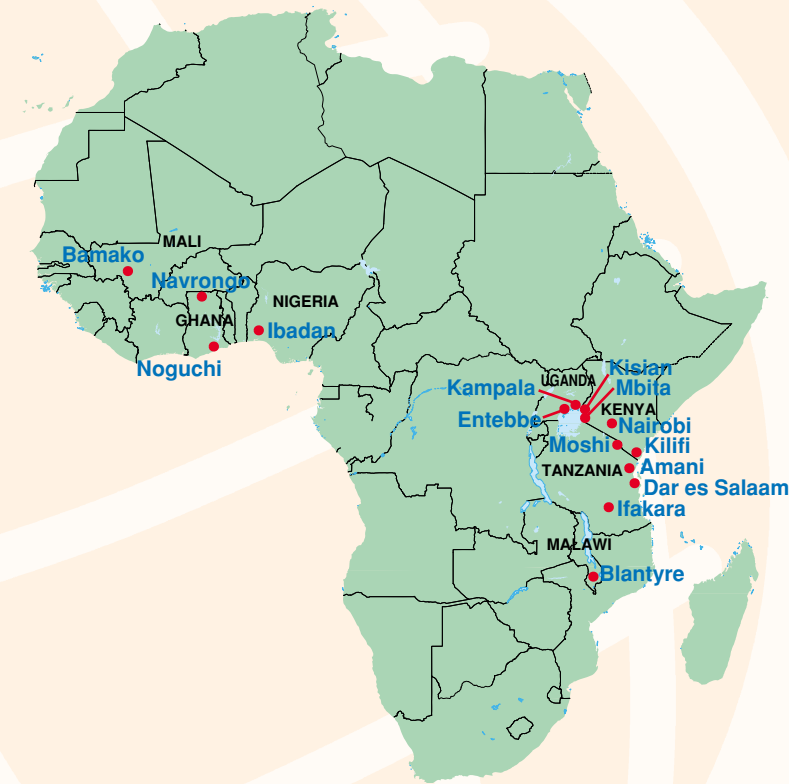 MALI
Bamako
Navrongo
NIGERIA
GHANA
Ibadan
Noguchi
Kisian
UGANDA
Kampala
Mbita
KENYA
Entebbe
Nairobi
Moshi
Kilifi
TANZANIA
Amani
Dar es Salaam
Ifakara
MALAWI
Blantyre